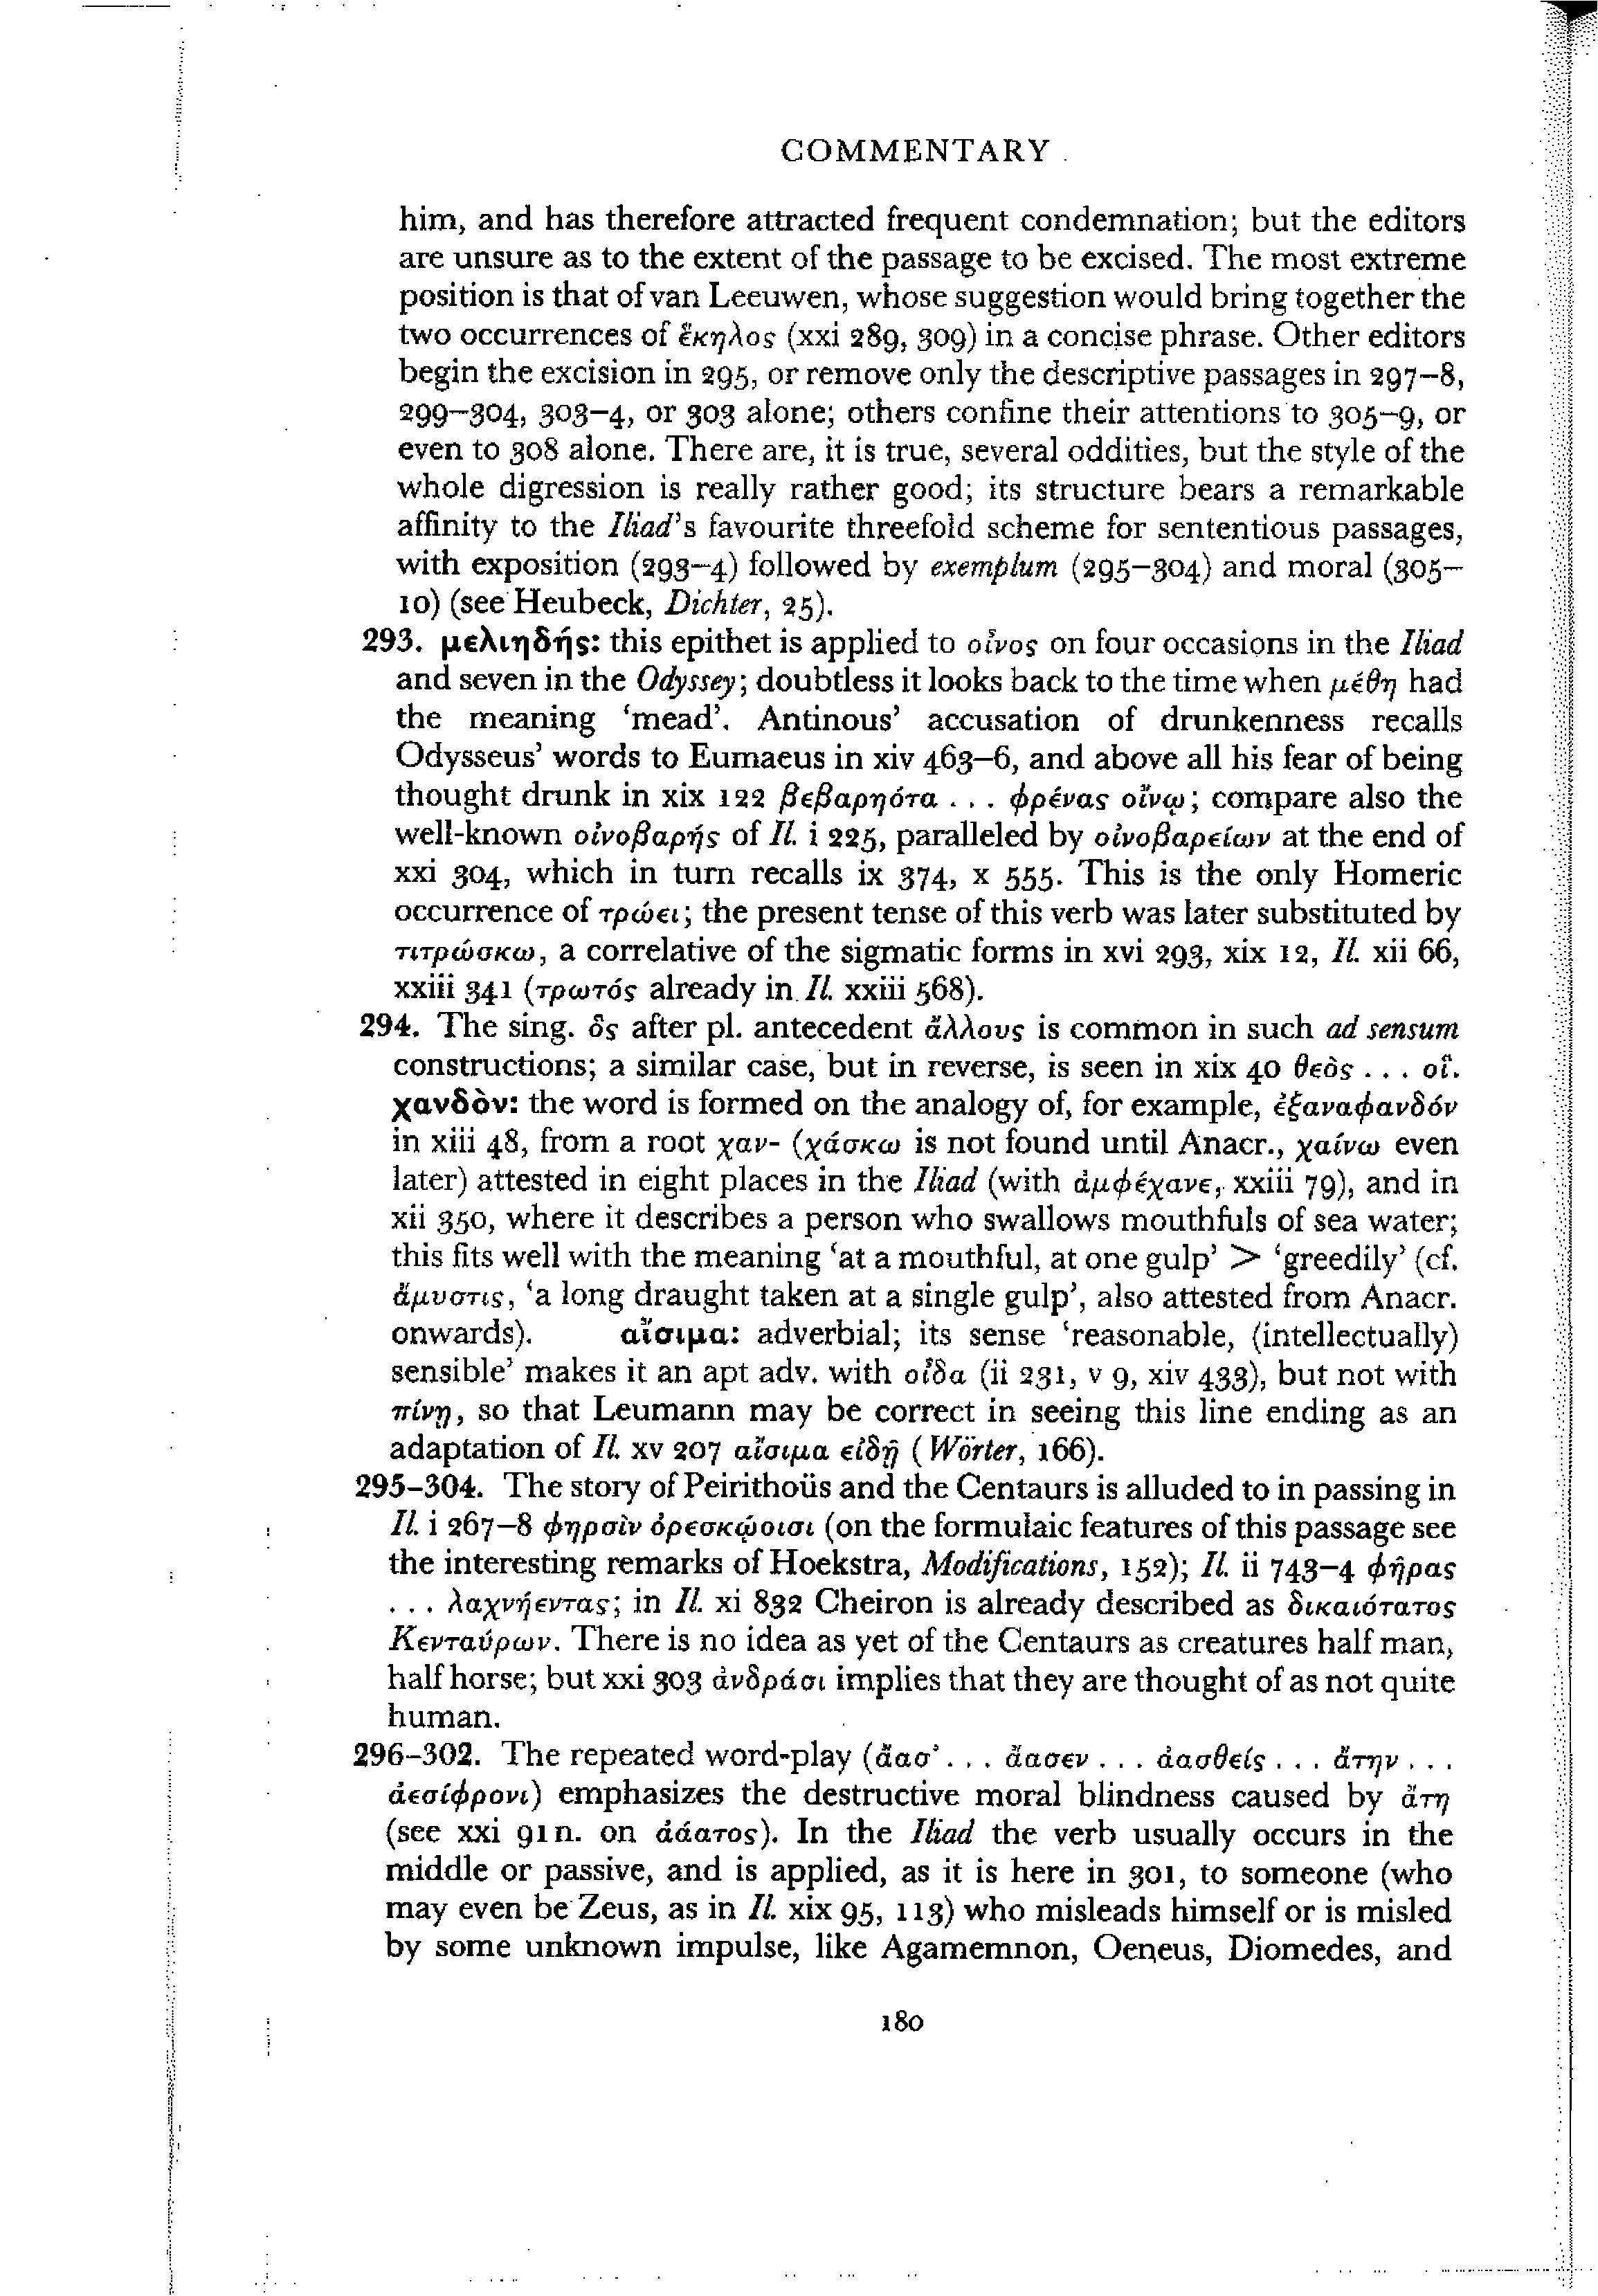 COMMENTARY
him, and has therefore attracted frequent condemnation; but the editors
are unsure as to the extent of the passage to be excised. The most extreme
position is that of van Leeuwen, whose suggestion would bring together the
two occurrences of ἕκηλος (xxi 289, 309) in a concise phrase. Other editors
begin the excision in 295, or remove only the descriptive passages in 297–8,
299–304, 303–4, or 303 alone; others confine their attentions to 305–9, or
even to 308 alone. There are, it is true, several oddities, but the style of the
whole digression is really rather good; its structure bears a remarkable
affinity to the Iliad's favourite threefold scheme for sententious passages,
with exposition (293–4) followed by exemplum (295–304) and moral (305–
10) (see Heubeck, Dichter, 25).
293. μελιηδής: this epithet is applied to οἶνος on four occasions in the Iliad
and seven in the Odyssey; doubtless it looks back to the time when μέθη had
the meaning ‘mead’. Antinous’ accusation of drunkenness recalls
Odysseus’ words to Eumaeus in xiv 463–6, and above all his fear of being
thought drunk in xix 122 βεβαρηότα . . . φρένας οἴνῳ; compare also the
well-known οἰνοβαρής of Il. i 225, paralleled by οἰνοβαρείων at the end of
xxi 304, which in turn recalls ix 374, x 555. This is the only Homeric
occurrence of τρώει; the present tense of this verb was later substituted by
τιτρώσκω, a correlative of the sigmatic forms in xvi 293, xix 12, Il. xii 66,
xxiii 341 (τρωτός already in Il. xxiii 568).
294. The sing. ὅς after pl. antecedent ἄλλους is common in such ad sensum
constructions; a similar case, but in reverse, is seen in xix 40 θεὸς . . . οἵ.
χανδὸν: the word is formed on the analogy of, for example, ἐξαναφανδόν
in xiii 48, from a root χαν- (χάσκω is not found until Anacr., χαίνω even
later) attested in eight places in the Iliad (with ἀμφέχανε, xxiii 79), and in
xii 350, where it describes a person who swallows mouthfuls of sea water;
this fits well with the meaning ‘at a mouthful, at one gulp’ > ‘greedily’ (cf.
ἄμυστις, ‘a long draught taken at a single gulp’, also attested from Anacr.
onwards). αἴσιμα: adverbial; its sense ‘reasonable, (intellectually)
sensible’ makes it an apt adv. with οἶδα (ii 231, v 9, xiv 433), but not with
πίνῃ, so that Leumann may be correct in seeing this line ending as an
adaptation of Il. xv 207 αἴσιμα εἰδῇ (Wörter, 166).
295–304. The story of Peirithoüs and the Centaurs is alluded to in passing in
Il. i 267–8 φηρσὶν ὀρεσκῴοισι (on the formulaic features of this passage see
the interesting remarks of Hoekstra, Modifications, 152); Il. ii 743–4 φῆρας
. . . λαχνήεντας; in Il. xi 832 Cheiron is already described as δικαιότατος
Κενταύρων. There is no idea as yet of the Centaurs as creatures half man,
half horse; but xxi 303 ἀνδράσι implies that they are thought of as not quite
human.
296–302. The repeated word-play (ἄασ’ . . . ἄασεν . . . ἀασθείς . . . ἄτην . . .
ἀεσίφρονι) emphasizes the destructive moral blindness caused by ἄτη
(see xxi 91 n. on ἀάατος). In the Iliad the verb usually occurs in the
middle or passive, and is applied, as it is here in 301, to someone (who
may even be Zeus, as in Il. xix 95, 113) who misleads himself or is misled
by some unknown impulse, like Agamemnon, Oeneus, Diomedes, and
180